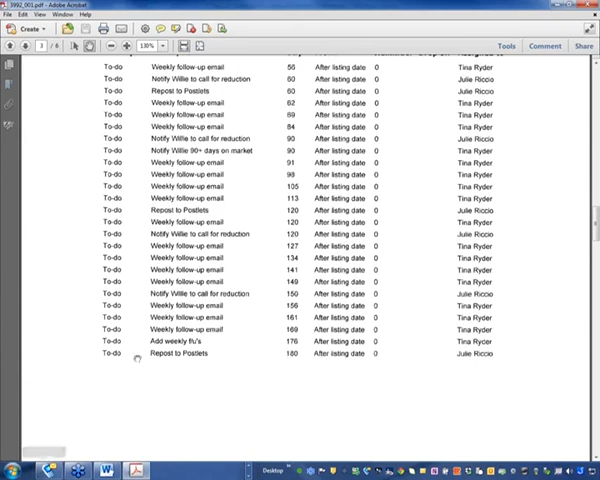 3992_001.pdf - Adobe Acrobat
File Edit View Window Help
Create
3 / 6 130% Tools Comment Share
To-do Weekly follow-up email 56 After listing date 0 Tina Ryder
To-do Notify Willie to call for reduction 60 After listing date 0 Julie Riccio
To-do Repost to Postlets 60 After listing date 0 Julie Riccio
To-do Weekly follow-up email 62 After listing date 0 Tina Ryder
To-do Weekly follow-up email 69 After listing date 0 Tina Ryder
To-do Weekly follow-up email 84 After listing date 0 Tina Ryder
To-do Notify Willie to call for reduction 90 After listing date 0 Julie Riccio
To-do Notify Willie 90+ days on market 90 After listing date 0 Tina Ryder
To-do Weekly follow-up email 91 After listing date 0 Tina Ryder
To-do Weekly follow-up email 98 After listing date 0 Tina Ryder
To-do Weekly follow-up email 105 After listing date 0 Tina Ryder
To-do Weekly follow-up email 113 After listing date 0 Tina Ryder
To-do Repost to Postlets 120 After listing date 0 Julie Riccio
To-do Weekly follow-up email 120 After listing date 0 Tina Ryder
To-do Notify Willie to call for reduction 120 After listing date 0 Julie Riccio
To-do Weekly follow-up email 127 After listing date 0 Tina Ryder
To-do Weekly follow-up email 134 After listing date 0 Tina Ryder
To-do Weekly follow-up email 141 After listing date 0 Tina Ryder
To-do Weekly follow-up email 149 After listing date 0 Tina Ryder
To-do Notify Willie to call for reduction 150 After listing date 0 Julie Riccio
To-do Weekly follow-up email 156 After listing date 0 Tina Ryder
To-do Weekly follow-up email 161 After listing date 0 Tina Ryder
To-do Weekly follow-up email 169 After listing date 0 Tina Ryder
To-do Add weekly f/u's 176 After listing date 0 Tina Ryder
To-do Repost to Postlets 180 After listing date 0 Julie Riccio
Desktop